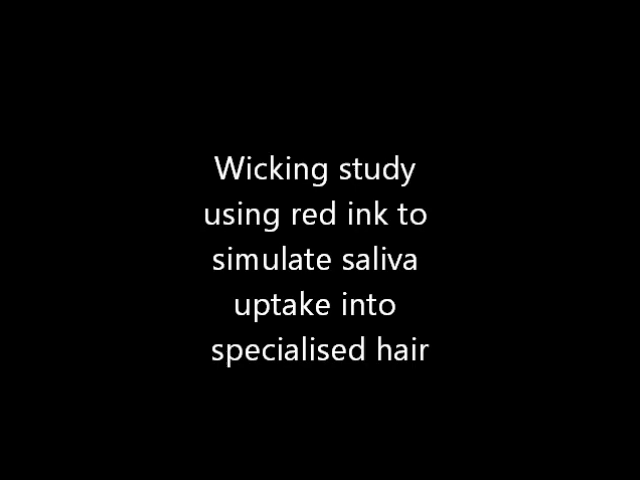 Wicking study
using red ink to
simulate saliva
uptake into
specialised hair